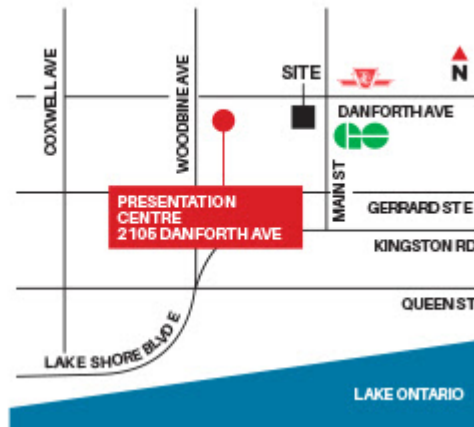 COXWELL AVE
WOODBINE AVE
SITE
N
DANFORTH AVE
GO
MAIN ST
PRESENTATION
CENTRE
2105 DANFORTH AVE
GERRARD ST E
KINGSTON RD
QUEEN ST
LAKE SHORE BLVD E
LAKE ONTARIO